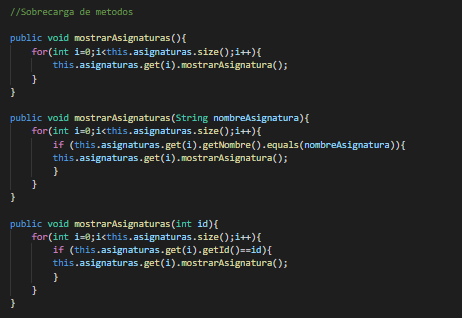 //Sobrecarga de metodos
public void mostrarAsignaturas(){
for(int i=0;i<this.asignaturas.size();i++){
this.asignaturas.get(i).mostrarAsignatura();
}
}
public void mostrarAsignaturas(String nombreAsignatura){
for(int i=0;i<this.asignaturas.size();i++){
if (this.asignaturas.get(i).getNombre().equals(nombreAsignatura)){
this.asignaturas.get(i).mostrarAsignatura();
}
}
}
public void mostrarAsignaturas(int id){
for(int i=0;i<this.asignaturas.size();i++){
if (this.asignaturas.get(i).getId()==id){
this.asignaturas.get(i).mostrarAsignatura();
}
}
}